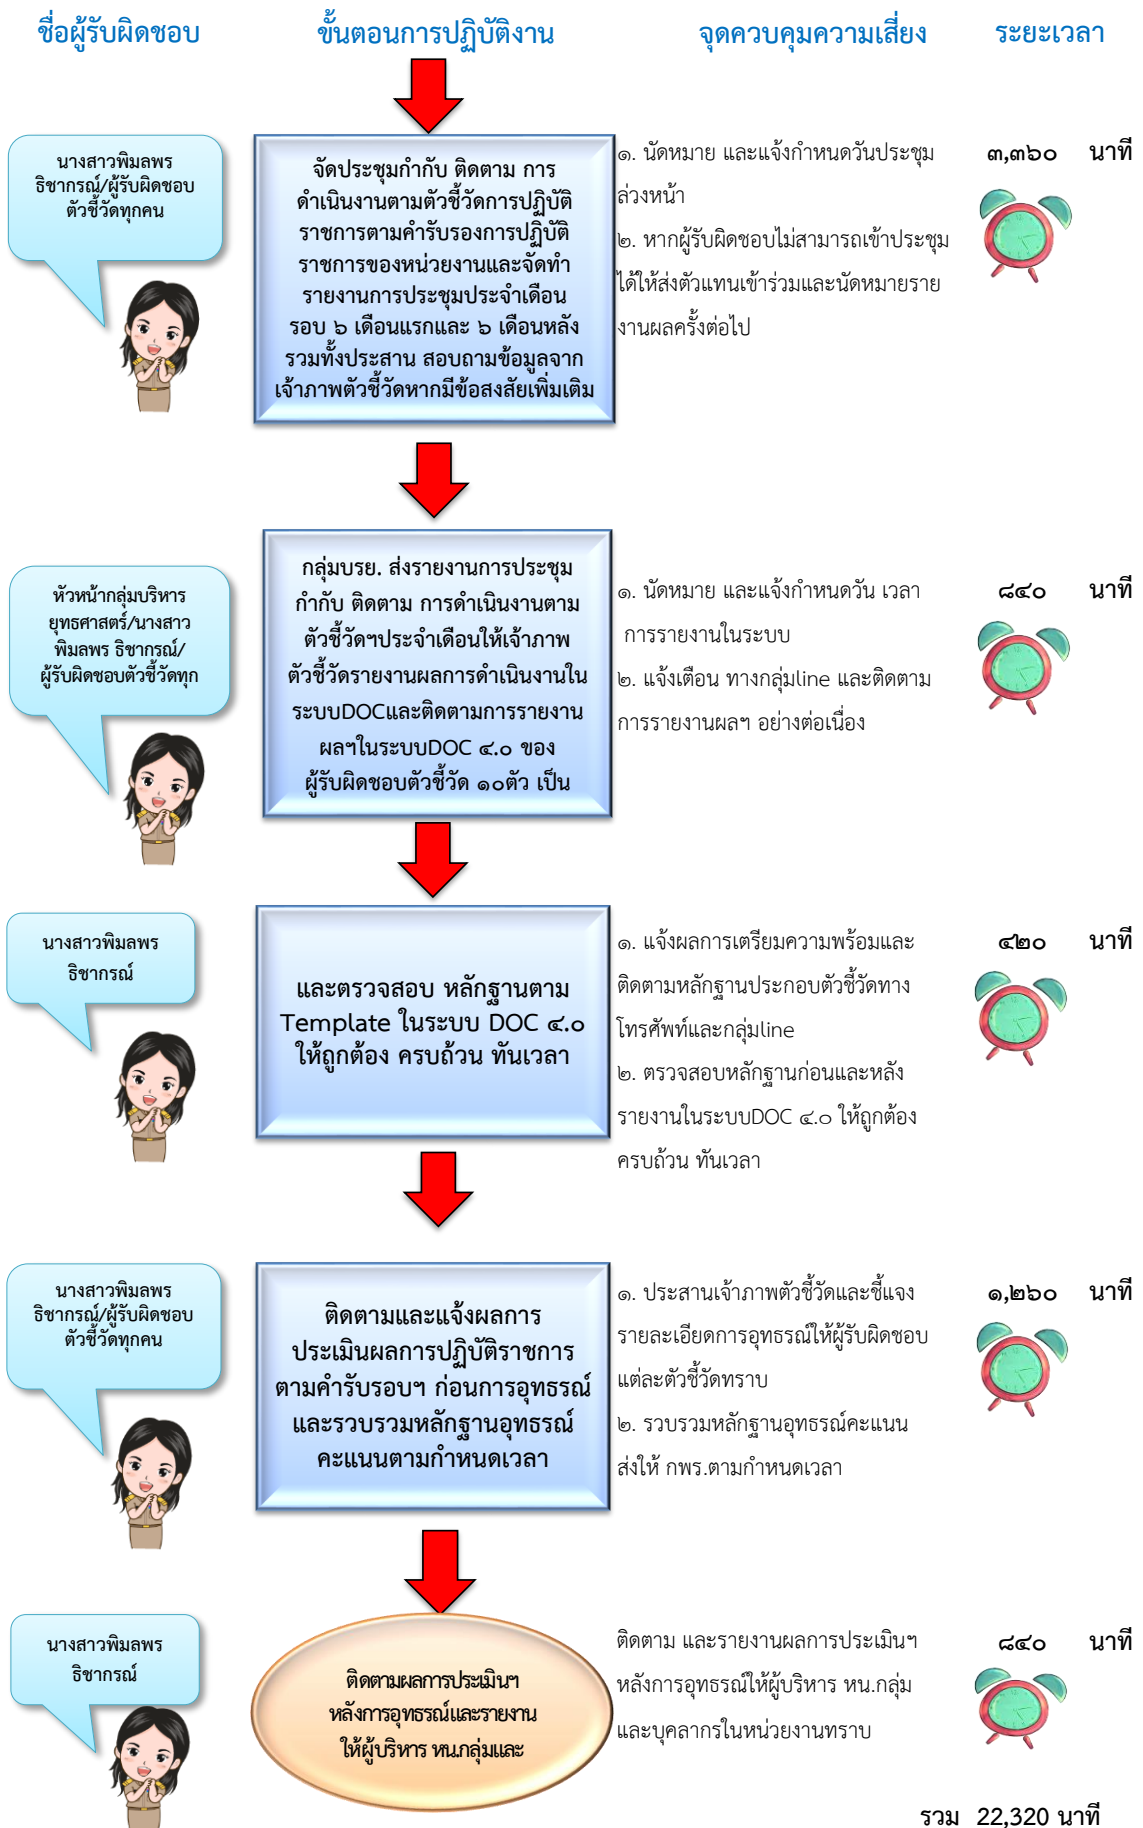 ชื่อผู้รับผิดชอบ ขั้นตอนการปฏิบัติงาน จุดควบคุมความเสี่ยง ระยะเวลา
นางสาวพิมลพร
ธิชากรณ์/ผู้รับผิดชอบ
ตัวชี้วัดทุกคน
จัดประชุมกำกับ ติดตาม การ
ดำเนินงานตามตัวชี้วัดการปฏิบัติ
ราชการตามคำรับรองการปฏิบัติ
ราชการของหน่วยงานและจัดทำ
รายงานการประชุมประจำเดือน
รอบ ๖ เดือนแรกและ ๖ เดือนหลัง
รวมทั้งประสาน สอบถามข้อมูลจาก
เจ้าภาพตัวชี้วัดหากมีข้อสงสัยเพิ่มเติม
๑. นัดหมาย และแจ้งกำหนดวันประชุม
ล่วงหน้า
๒. หากผู้รับผิดชอบไม่สามารถเข้าประชุม
ได้ให้ส่งตัวแทนเข้าร่วมและนัดหมายราย
งานผลครั้งต่อไป
๓,๓๖๐ นาที
หัวหน้ากลุ่มบริหาร
ยุทธศาสตร์/นางสาว
พิมลพร ธิชากรณ์/
ผู้รับผิดชอบตัวชี้วัดทุก
กลุ่มบรย. ส่งรายงานการประชุม
กำกับ ติดตาม การดำเนินงานตาม
ตัวชี้วัดฯประจำเดือนให้เจ้าภาพ
ตัวชี้วัดรายงานผลการดำเนินงานใน
ระบบDOCและติดตามการรายงาน
ผลฯในระบบDOC ๔.๐ ของ
ผู้รับผิดชอบตัวชี้วัด ๑๐ตัว เป็น
๑. นัดหมาย และแจ้งกำหนดวัน เวลา
การรายงานในระบบ
๒. แจ้งเตือน ทางกลุ่มline และติดตาม
การรายงานผลฯ อย่างต่อเนื่อง
๘๔๐ นาที
นางสาวพิมลพร
ธิชากรณ์
และตรวจสอบ หลักฐานตาม
Template ในระบบ DOC ๔.๐
ให้ถูกต้อง ครบถ้วน ทันเวลา
๑. แจ้งผลการเตรียมความพร้อมและ
ติดตามหลักฐานประกอบตัวชี้วัดทาง
โทรศัพท์และกลุ่มline
๒. ตรวจสอบหลักฐานก่อนและหลัง
รายงานในระบบDOC ๔.๐ ให้ถูกต้อง
ครบถ้วน ทันเวลา
๔๒๐ นาที
นางสาวพิมลพร
ธิชากรณ์/ผู้รับผิดชอบ
ตัวชี้วัดทุกคน
ติดตามและแจ้งผลการ
ประเมินผลการปฏิบัติราชการ
ตามคำรับรอบฯ ก่อนการอุทธรณ์
และรวบรวมหลักฐานอุทธรณ์
คะแนนตามกำหนดเวลา
๑. ประสานเจ้าภาพตัวชี้วัดและชี้แจง
รายละเอียดการอุทธรณ์ให้ผู้รับผิดชอบ
แต่ละตัวชี้วัดทราบ
๒. รวบรวมหลักฐานอุทธรณ์คะแนน
ส่งให้ กพร.ตามกำหนดเวลา
๑,๒๖๐ นาที
นางสาวพิมลพร
ธิชากรณ์
ติดตามผลการประเมินฯ
หลังการอุทธรณ์และรายงาน
ให้ผู้บริหาร หน.กลุ่มและ
ติดตาม และรายงานผลการประเมินฯ
หลังการอุทธรณ์ให้ผู้บริหาร หน.กลุ่ม
และบุคลากรในหน่วยงานทราบ
๘๔๐ นาที
รวม 22,320 นาที